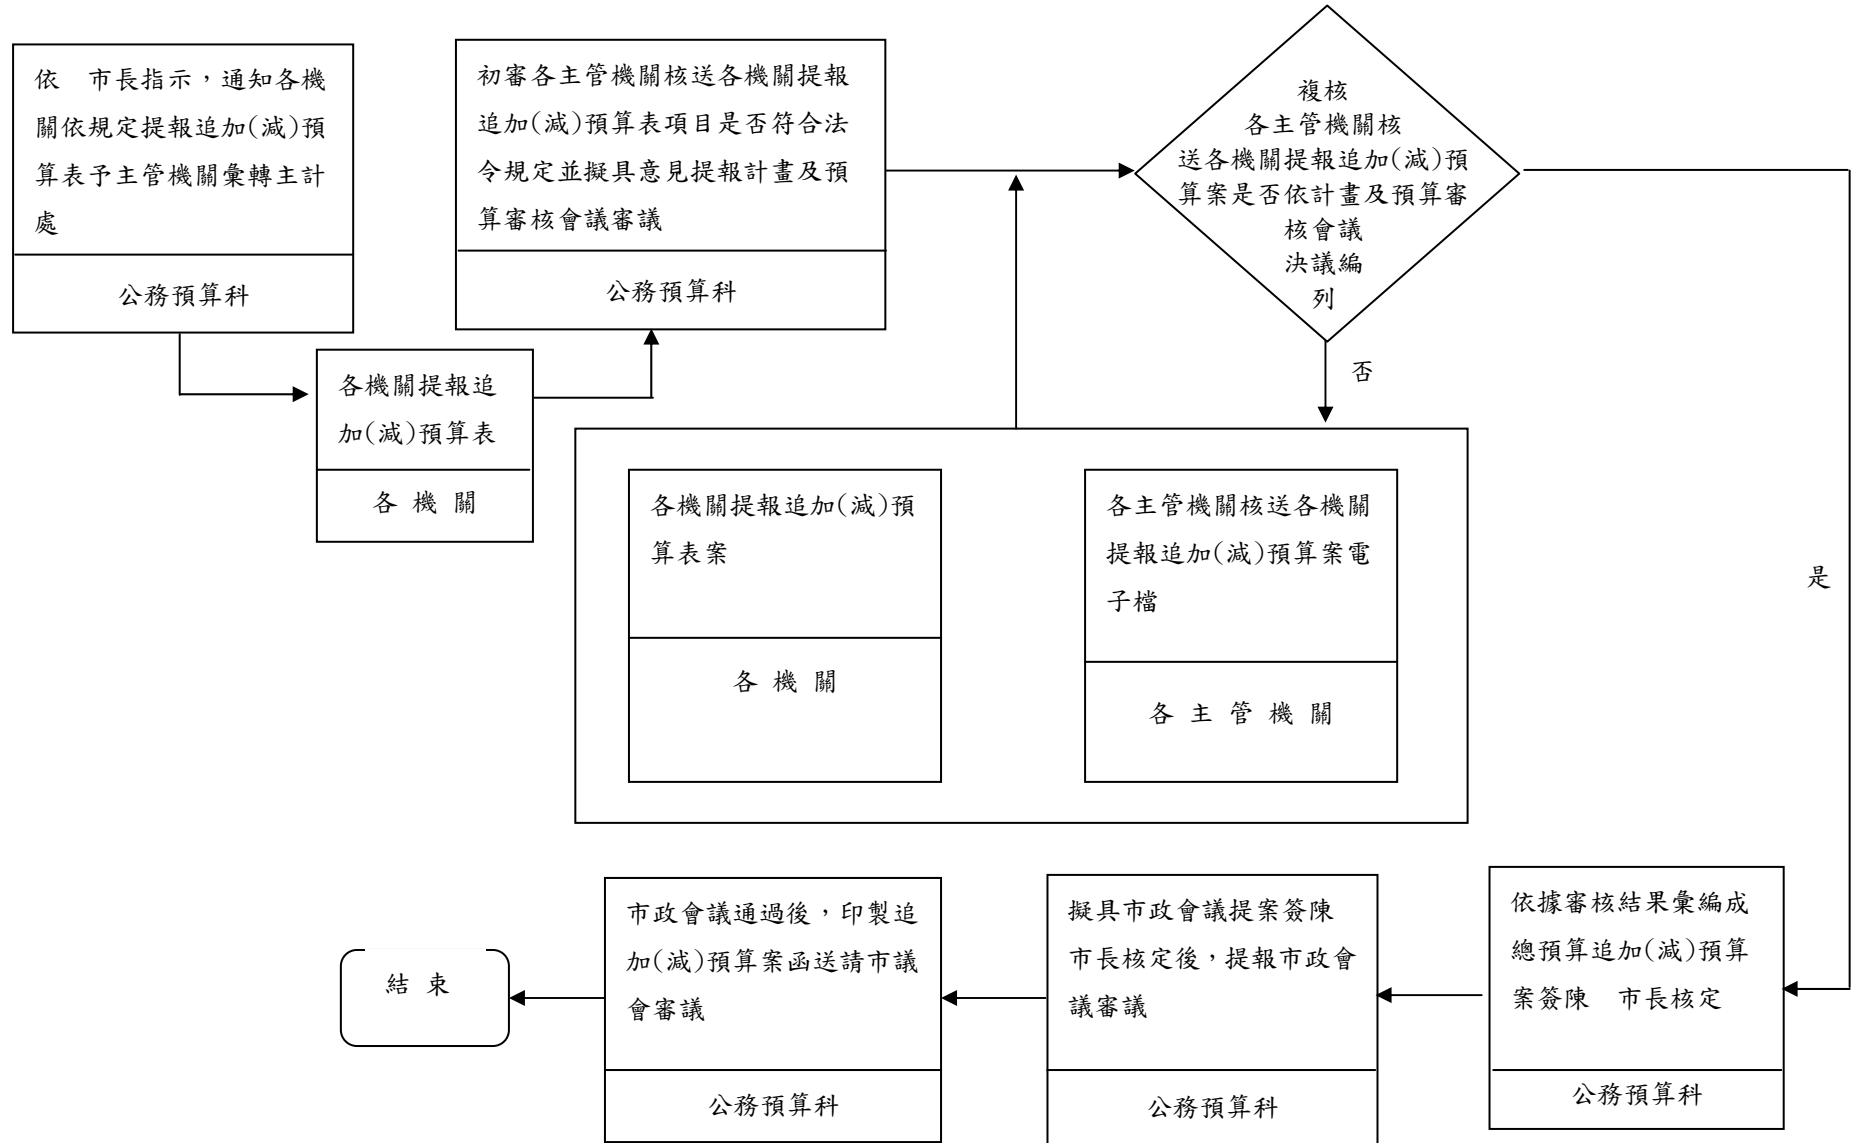 依　市長指示，通知各機
關依規定提報追加(減)預
算表予主管機關彙轉主計
處
公務預算科
各機關提報追
加(減)預算表
各 機 關
初審各主管機關核送各機關提報
追加(減)預算表項目是否符合法
令規定並擬具意見提報計畫及預
算審核會議審議
公務預算科
複核
各主管機關核
送各機關提報追加(減)預
算案是否依計畫及預算審
核會議
決議編
列
否
是
各機關提報追加(減)預
算表案
各 機 關
各主管機關核送各機關
提報追加(減)預算案電
子檔
各 主 管 機 關
依據審核結果彙編成
總預算追加(減)預算
案簽陳　市長核定
公務預算科
擬具市政會議提案簽陳
市長核定後，提報市政會
議審議
公務預算科
市政會議通過後，印製追
加(減)預算案函送請市議
會審議
公務預算科
結 束